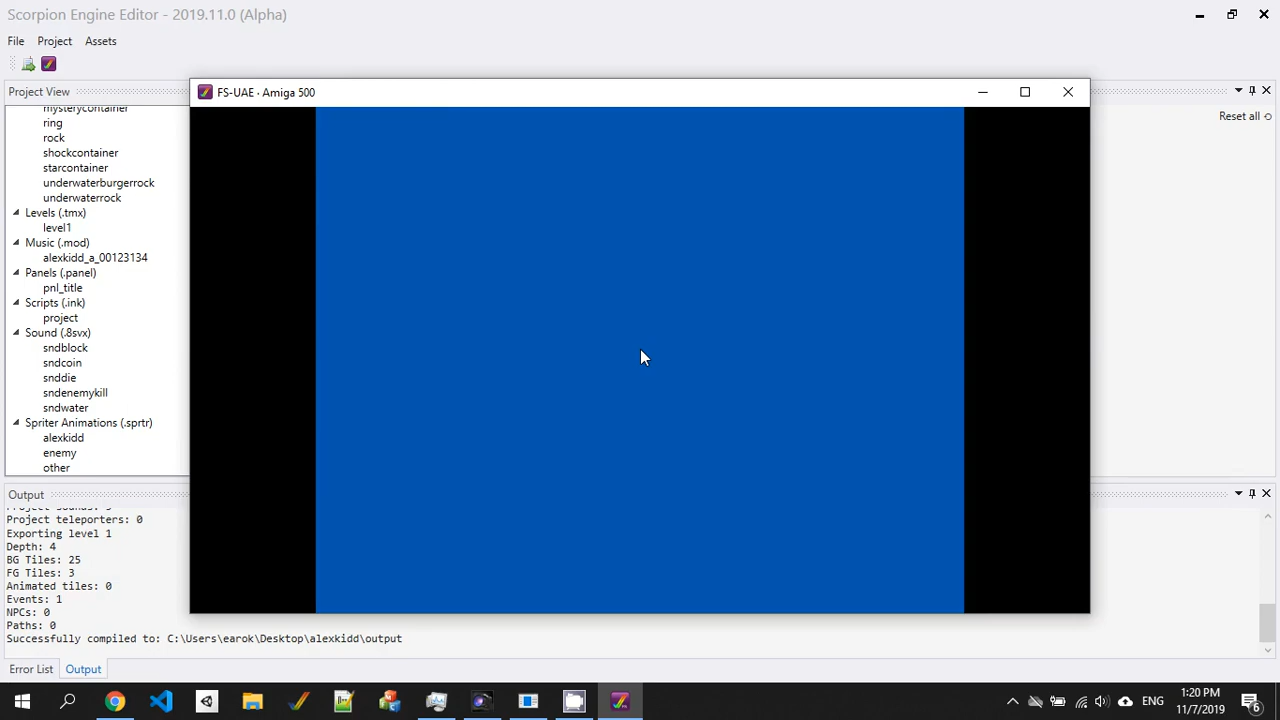 Scorpion Engine Editor - 2019.11.0 (Alpha)
File Project Assets
Project View
mysterycontainer
ring
rock
shockcontainer
starcontainer
underwaterburgerrock
underwaterrock
Levels (.tmx)
level1
Music (.mod)
alexkidd_a_00123134
Panels (.panel)
pnl_title
Scripts (.ink)
project
Sound (.8svx)
sndblock
sndcoin
snddie
sndenemykill
sndwater
Spriter Animations (.sprtr)
alexkidd
enemy
other
FS-UAE · Amiga 500
Reset all
Output
Project teleporters: 0
Exporting level 1
Depth: 4
BG Tiles: 25
FG Tiles: 3
Animated tiles: 0
Events: 1
NPCs: 0
Paths: 0
Successfully compiled to: C:\Users\earok\Desktop\alexkidd\output
Error List Output
ENG
1:20 PM
11/7/2019
6